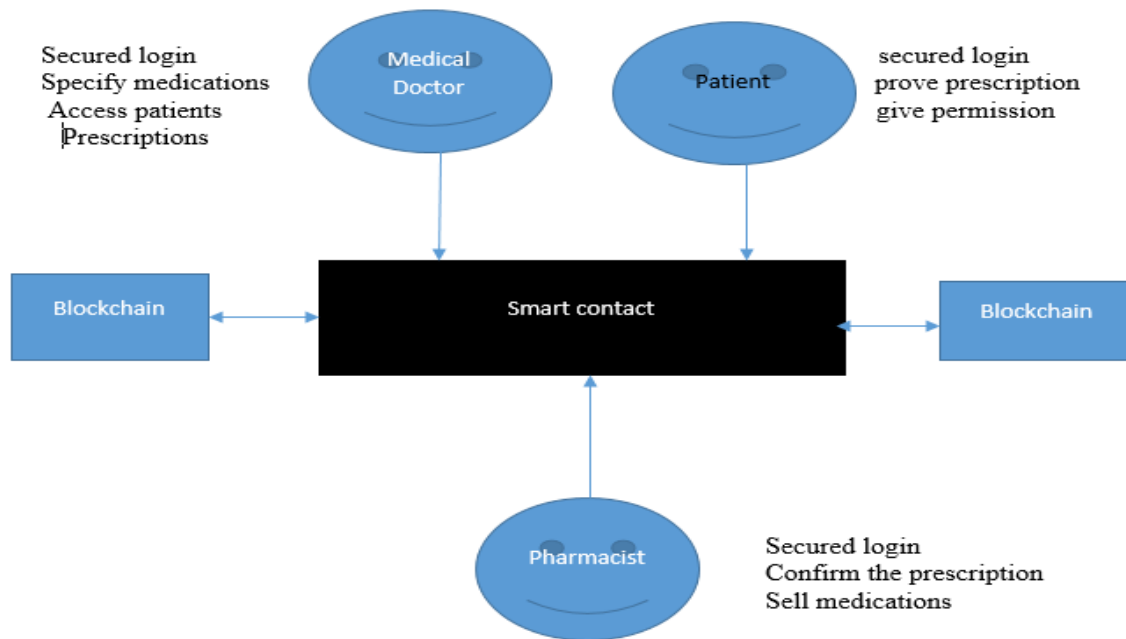 Secured login
Specify medications
Access patients
Prescriptions
Medical
Doctor
Patient
secured login
prove prescription
give permission
Blockchain
Smart contact
Blockchain
Pharmacist
Secured login
Confirm the prescription
Sell medications